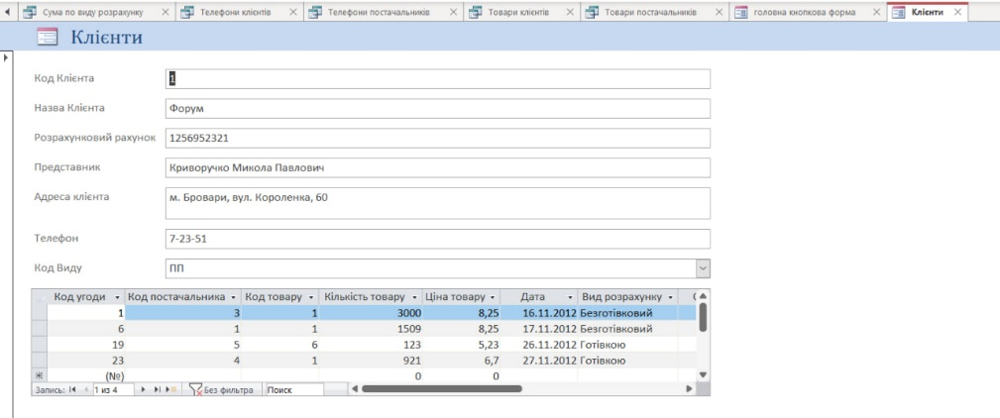 Сума по виду розрахунку Телефони клієнтів Телефони постачальників Товари клієнтів Товари постачальників головна кнопкова форма Клієнти
Клієнти
Код Клієнта 1
Назва Клієнта Форум
Розрахунковий рахунок 1256952321
Представник Криворучко Микола Павлович
Адреса клієнта м. Бровари, вул. Короленка, 60
Телефон 7-23-51
Код Виду ПП
Код угоди Код постачальника Код товару Кількість товару Ціна товару Дата Вид розрахунку
1 3 1 3000 8,25 16.11.2012 Безготівковий
6 1 1 1509 8,25 17.11.2012 Безготівковий
19 5 6 123 5,23 26.11.2012 Готівкою
23 4 1 921 6,7 27.11.2012 Готівкою
(№) 0 0
Запись: 1 из 4 Без фильтра Поиск